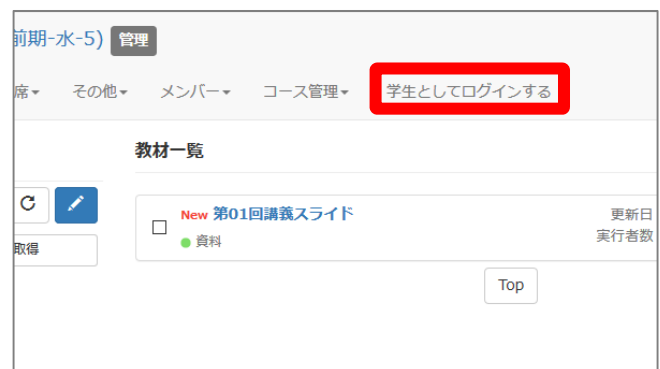 前期-水-5) 管理
席 その他 メンバー コース管理 学生としてログインする
教材一覧
New 第01回講義スライド 更新日
取得 資料 実行者数
Top